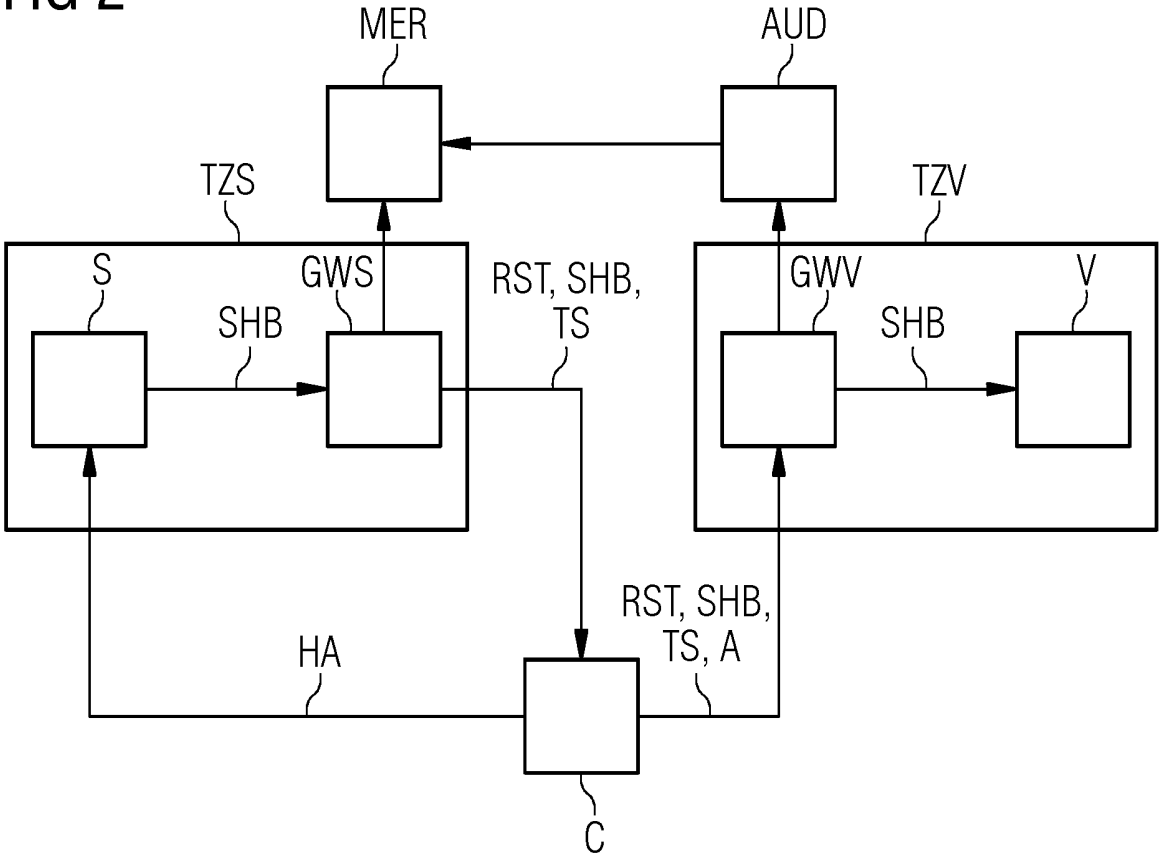 FIG 2
MER
AUD
TZS
TZV
S
GWS
RST, SHB,
TS
GWV
V
SHB
SHB
RST, SHB,
TS, A
HA
C